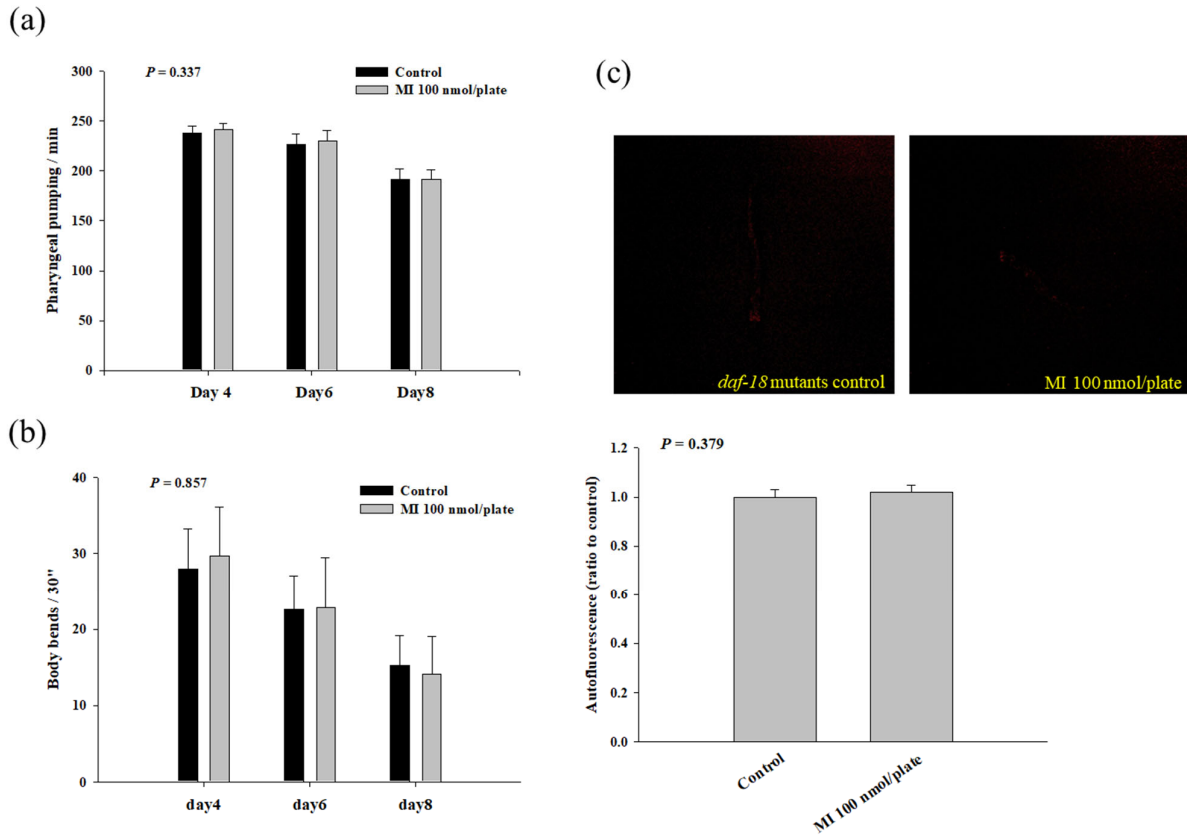 (a)
P = 0.337
Control
MI 100 nmol/plate
Pharyngeal pumping / min
300
250
200
150
100
50
0
Day 4
Day6
Day8
(b)
P = 0.857
Control
MI 100 nmol/plate
Body bends / 30"
40
30
20
10
0
day4
day6
day8
(c)
daf-18 mutants control
MI 100 nmol/plate
P = 0.379
Autofluorescence (ratio to control)
1.2
1.0
0.8
0.6
0.4
0.2
0.0
Control
MI 100 nmol/plate